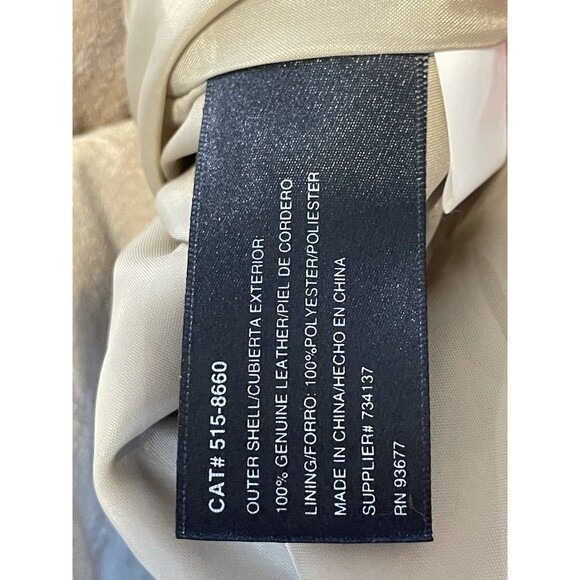 CAT# 515-8660
OUTER SHELL/CUBIERTA EXTERIOR:
100% GENUINE LEATHER/PIEL DE CORDERO
LINING/FORRO: 100%POLYESTER/POLIESTER
MADE IN CHINA/HECHO EN CHINA
SUPPLIER# 734137
RN 93677